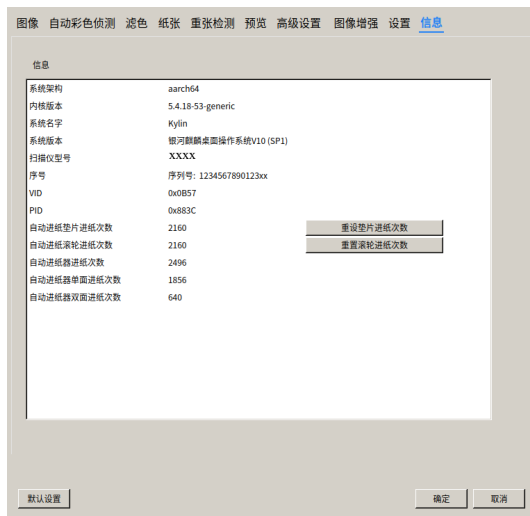 图像 自动彩色侦测 滤色 纸张 重张检测 预览 高级设置 图像增强 设置 信息
信息
系统架构 aarch64
内核版本 5.4.18-53-generic
系统名字 Kylin
系统版本 银河麒麟桌面操作系统V10 (SP1)
扫描仪型号 XXXX
序号 序列号: 1234567890123xx
VID 0x0B57
PID 0x883C
自动进纸垫片进纸次数 2160 重设垫片进纸次数
自动进纸滚轮进纸次数 2160 重置滚轮进纸次数
自动进纸器进纸次数 2496
自动进纸器单面进纸次数 1856
自动进纸器双面进纸次数 640
默认设置 确定 取消